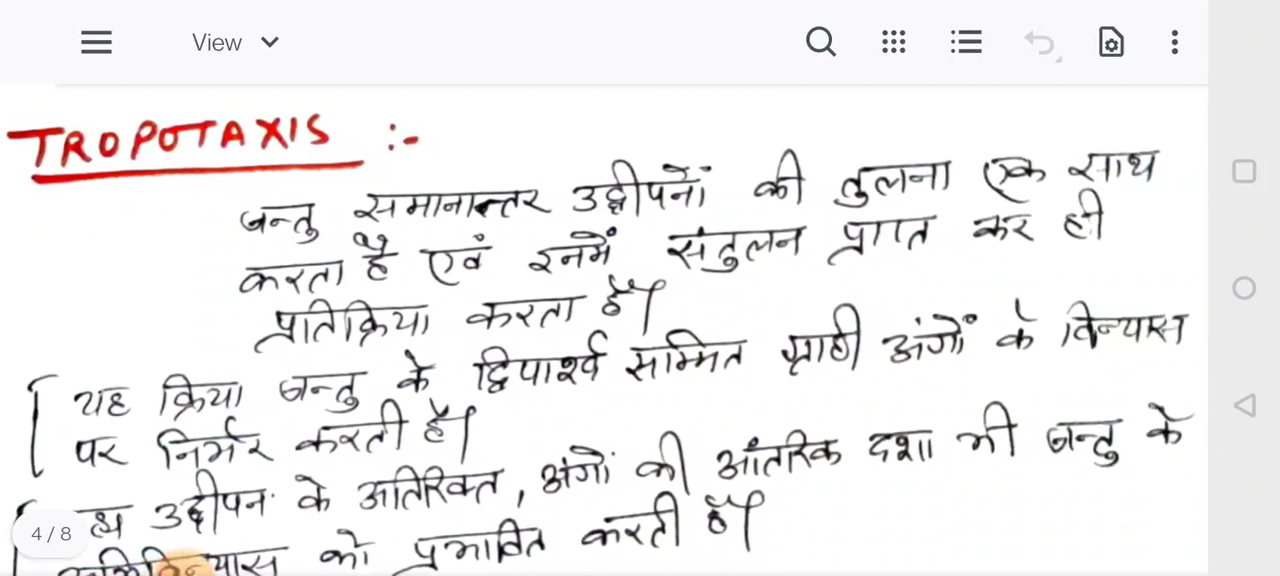 View
TROPOTAXIS :-
जन्तु समानान्तर उद्दीपनों की तुलना एक साथ
करता है एवं इनमें संतुलन प्राप्त कर ही
प्रतिक्रिया करता है।
यह क्रिया जन्तु के द्विपार्श्व सममित ग्राही अंगों के विन्यास
पर निर्भर करती है।
उद्दीपन के अतिरिक्त, अंगों की आंतरिक दशा भी जन्तु के
को प्रभावित करती है।
4 / 8